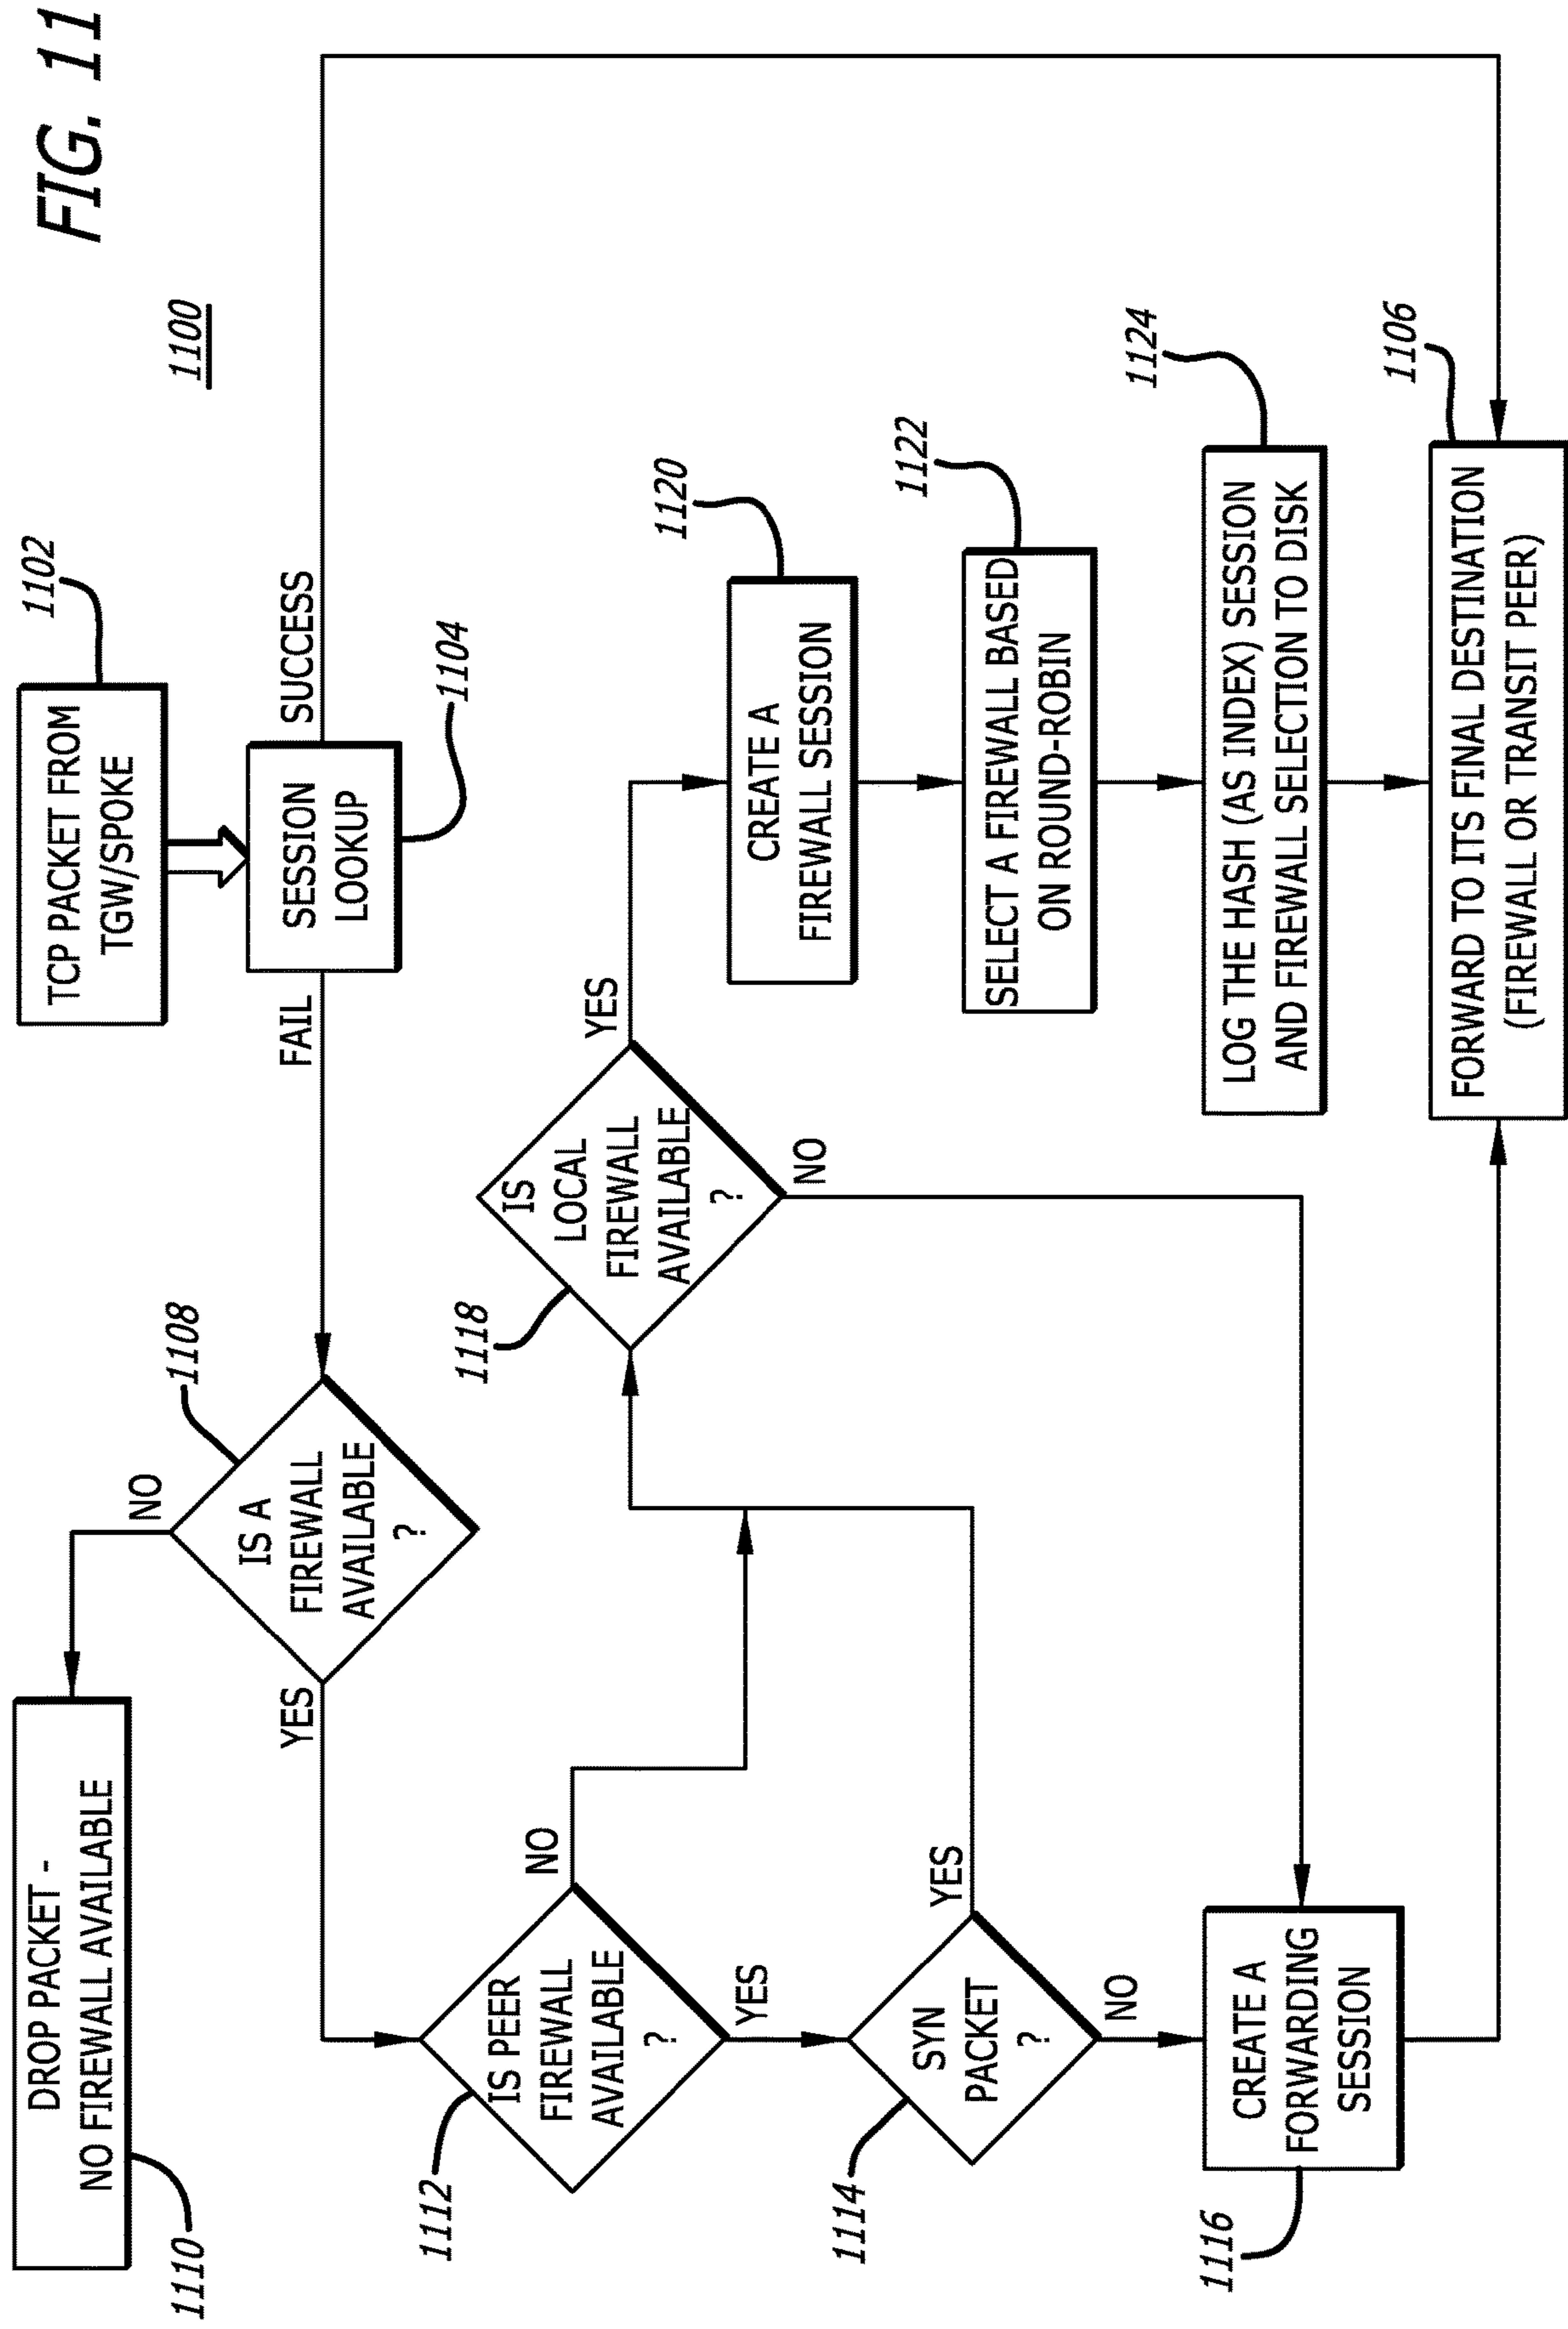 FIG. 11
1100
1102
TCP PACKET FROM
TGW/SPOKE
SUCCESS
SESSION
LOOKUP
1104
FAIL
1108
IS A
FIREWALL
AVAILABLE
?
NO
YES
DROP PACKET -
NO FIREWALL AVAILABLE
1110
1112
IS PEER
FIREWALL
AVAILABLE
?
NO
YES
1114
SYN
PACKET
?
YES
NO
1116
CREATE A
FORWARDING
SESSION
1118
IS
LOCAL
FIREWALL
AVAILABLE
?
YES
NO
1120
CREATE A
FIREWALL SESSION
1122
SELECT A FIREWALL BASED
ON ROUND-ROBIN
1124
LOG THE HASH (AS INDEX) SESSION
AND FIREWALL SELECTION TO DISK
1106
FORWARD TO ITS FINAL DESTINATION
(FIREWALL OR TRANSIT PEER)